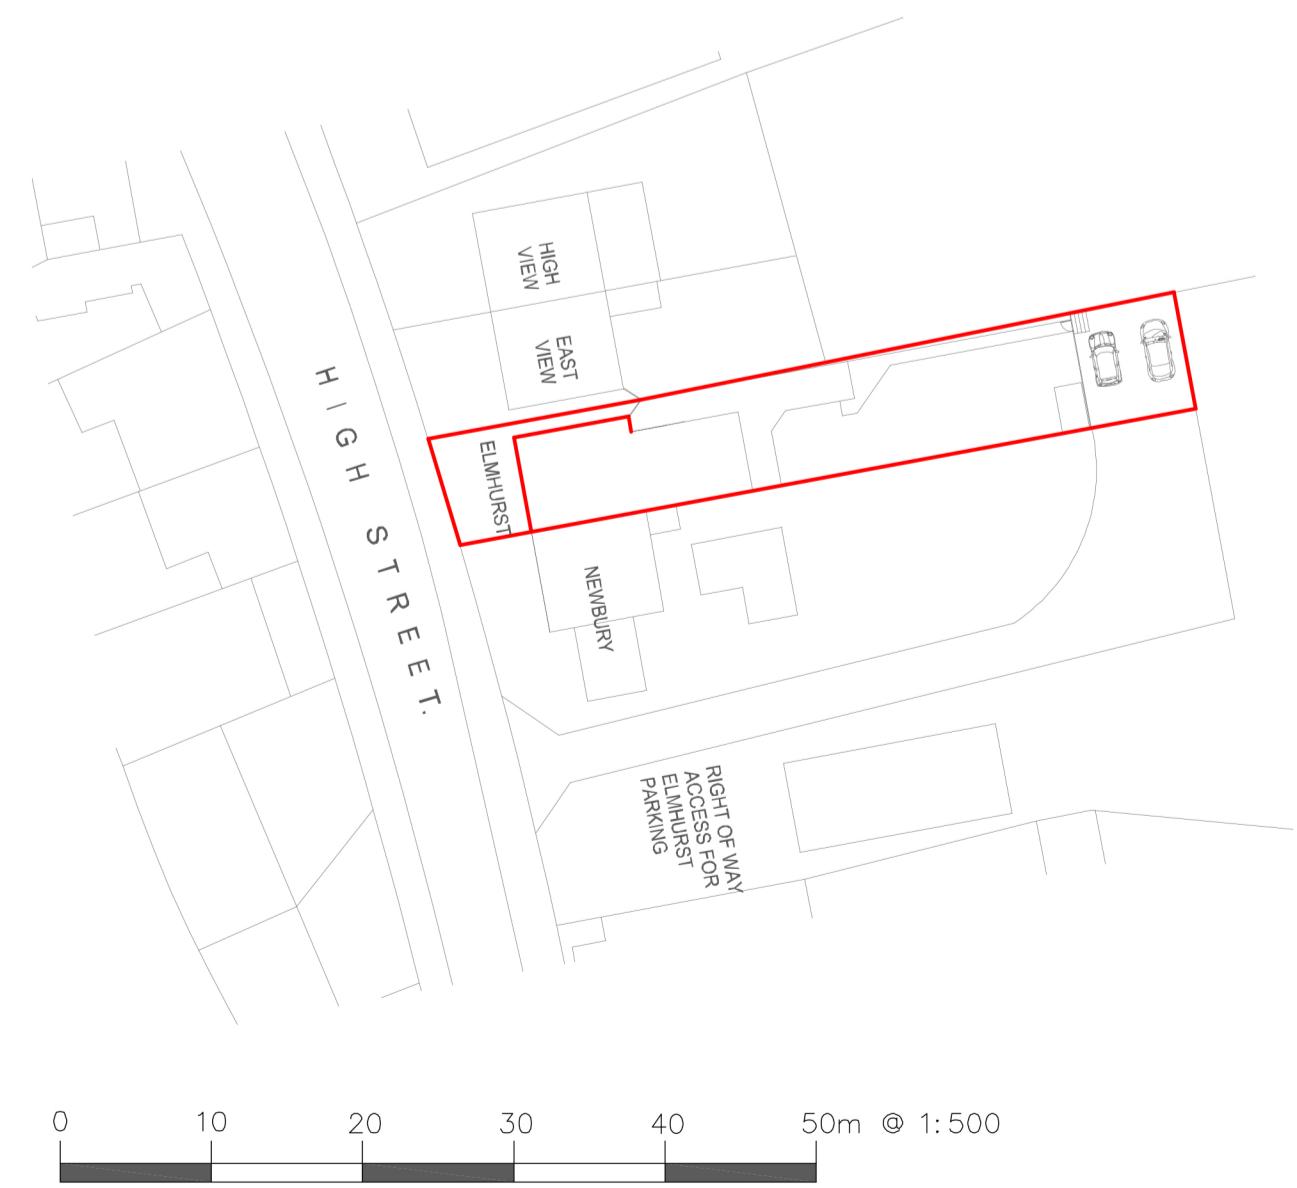 HIGH
VIEW
EAST
VIEW
HIGH STREET.
ELMHURST
NEWBURY
RIGHT OF WAY
ACCESS FOR
ELMHURST
PARKING
0 10 20 30 40 50m @ 1:500